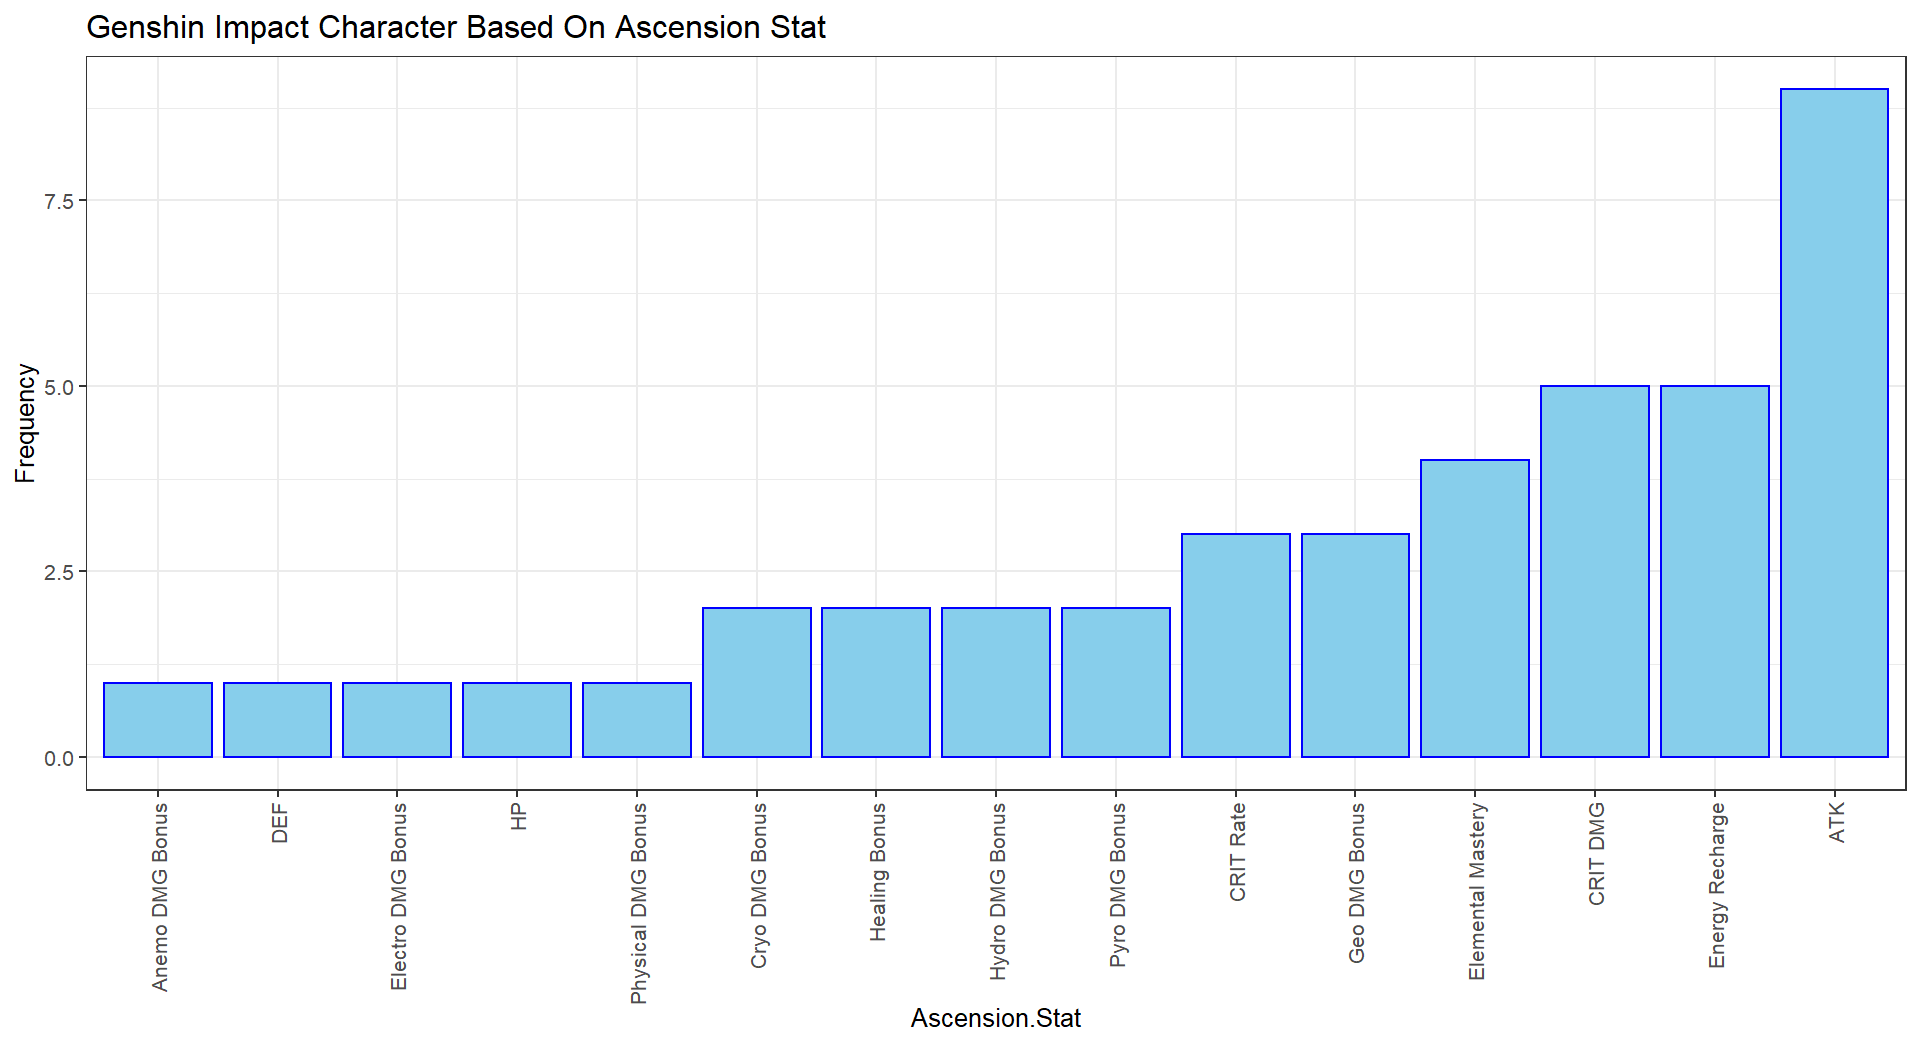 Genshin Impact Character Based On Ascension Stat
Frequency
7.5
5.0
2.5
0.0
Anemo DMG Bonus
DEF
Electro DMG Bonus
HP
Physical DMG Bonus
Cryo DMG Bonus
Healing Bonus
Hydro DMG Bonus
Pyro DMG Bonus
CRIT Rate
Geo DMG Bonus
Elemental Mastery
CRIT DMG
Energy Recharge
ATK
Ascension.Stat